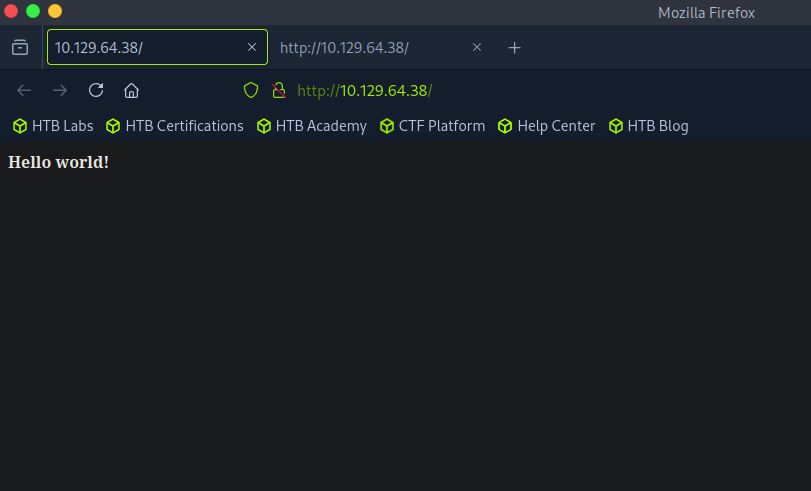 Mozilla Firefox
10.129.64.38/ http://10.129.64.38/
http://10.129.64.38/
HTB Labs HTB Certifications HTB Academy CTF Platform Help Center HTB Blog
Hello world!